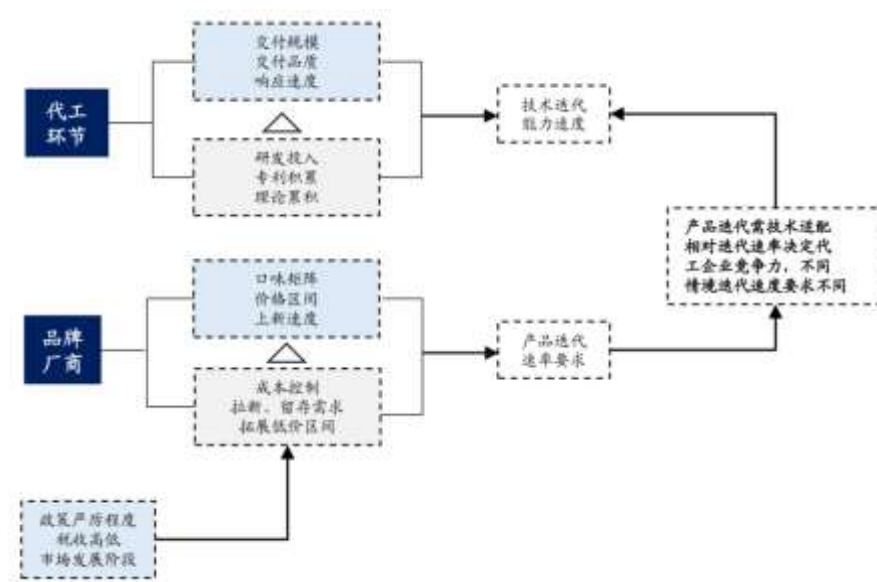 交付规模
交付品质
响应速度
代工
环节
技术迭代
能力速度
研发投入
专利积累
理论累积
产品迭代需技术适配
相对迭代速率决定代
工企业竞争力，不同
情境迭代速度要求不同
口味矩阵
价格区间
上新速度
品牌
厂商
产品迭代
速率要求
成本控制
拉新、留存需求
拓展低价区间
政策严厉程度
税收高低
市场发展阶段